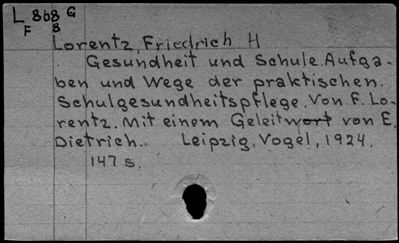 L 868 G
F 8
Lorentz, Friedrich H
Gesundheit und Schule. Aufga-
ben und Wege der praktischen
Schulgesundheitspflege. Von F. Lo-
rentz. Mit einem Geleitwort von E.
Dietrich. Leipzig, Vogel, 1924.
147 s.